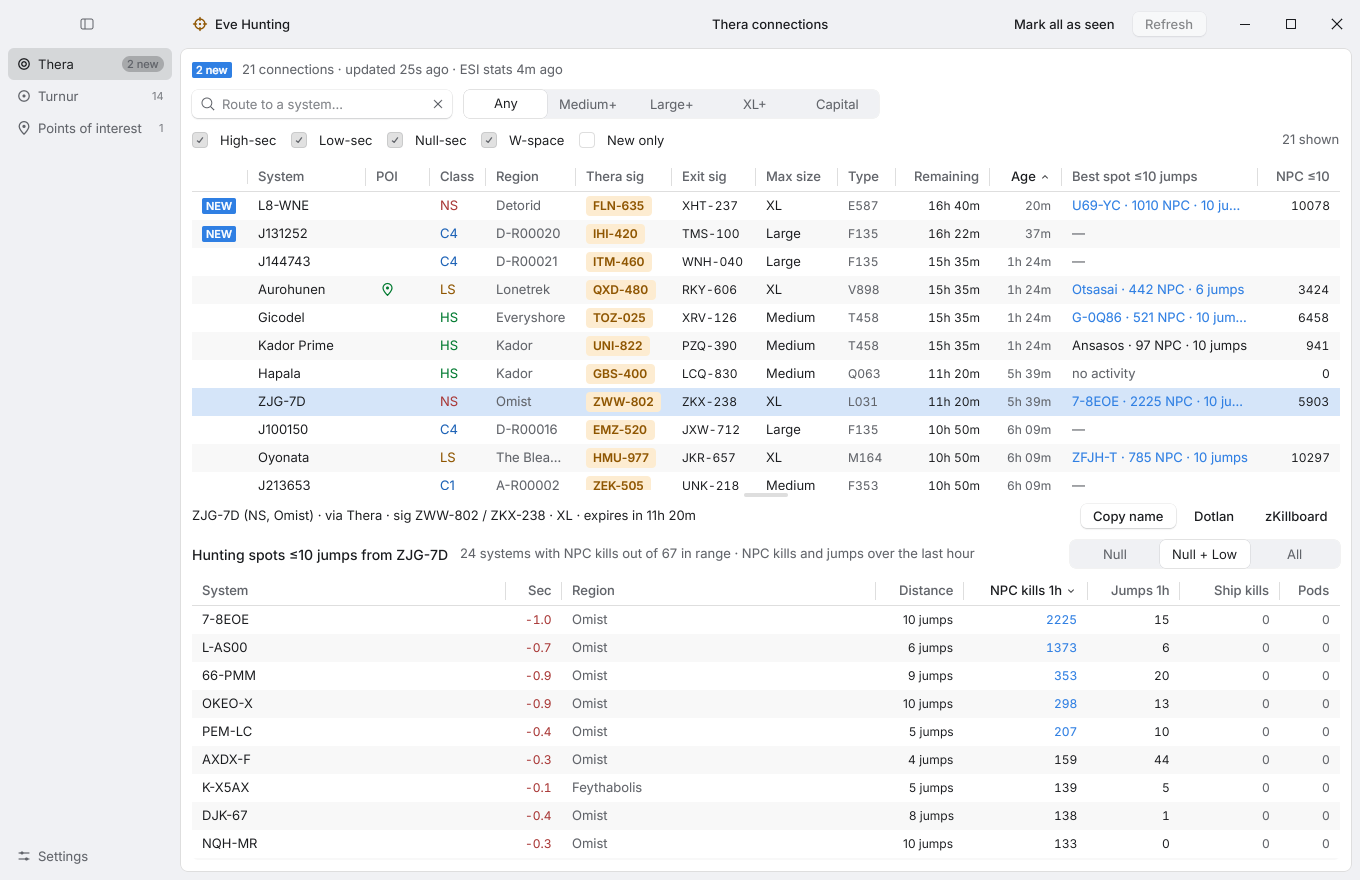 Eve Hunting Thera connections Mark all as seen Refresh
Thera 2 new
Turnur 14
Points of interest 1
Settings
2 new 21 connections · updated 25s ago · ESI stats 4m ago
Route to a system... Any Medium+ Large+ XL+ Capital
High-sec Low-sec Null-sec W-space New only 21 shown
System POI Class Region Thera sig Exit sig Max size Type Remaining Age Best spot ≤10 jumps NPC ≤10
NEW L8-WNE NS Detorid FLN-635 XHT-237 XL E587 16h 40m 20m U69-YC · 1010 NPC · 10 ju... 10078
NEW J131252 C4 D-R00020 IHI-420 TMS-100 Large F135 16h 22m 37m —
J144743 C4 D-R00021 ITM-460 WNH-040 Large F135 15h 35m 1h 24m —
Aurohunen LS Lonetrek QXD-480 RKY-606 XL V898 15h 35m 1h 24m Otsasai · 442 NPC · 6 jumps 3424
Gicodel HS Everyshore TOZ-025 XRV-126 Medium T458 15h 35m 1h 24m G-0Q86 · 521 NPC · 10 jum... 6458
Kador Prime HS Kador UNI-822 PZQ-390 Medium T458 15h 35m 1h 24m Ansasos · 97 NPC · 10 jumps 941
Hapala HS Kador GBS-400 LCQ-830 Medium Q063 11h 20m 5h 39m no activity 0
ZJG-7D NS Omist ZWW-802 ZKX-238 XL L031 11h 20m 5h 39m 7-8EOE · 2225 NPC · 10 ju... 5903
J100150 C4 D-R00016 EMZ-520 JXW-712 Large F135 10h 50m 6h 09m —
Oyonata LS The Blea... HMU-977 JKR-657 XL M164 10h 50m 6h 09m ZFJH-T · 785 NPC · 10 jumps 10297
J213653 C1 A-R00002 ZEK-505 UNK-218 Medium F353 10h 50m 6h 09m —
ZJG-7D (NS, Omist) · via Thera · sig ZWW-802 / ZKX-238 · XL · expires in 11h 20m Copy name Dotlan zKillboard
Hunting spots ≤10 jumps from ZJG-7D 24 systems with NPC kills out of 67 in range · NPC kills and jumps over the last hour Null Null + Low All
System Sec Region Distance NPC kills 1h Jumps 1h Ship kills Pods
7-8EOE -1.0 Omist 10 jumps 2225 15 0 0
L-AS00 -0.7 Omist 6 jumps 1373 6 0 0
66-PMM -0.9 Omist 9 jumps 353 20 0 0
OKEO-X -0.9 Omist 10 jumps 298 13 0 0
PEM-LC -0.4 Omist 5 jumps 207 10 0 0
AXDX-F -0.3 Omist 4 jumps 159 44 0 0
K-X5AX -0.1 Feythabolis 5 jumps 139 5 0 0
DJK-67 -0.4 Omist 8 jumps 138 1 0 0
NQH-MR -0.3 Omist 10 jumps 133 0 0 0